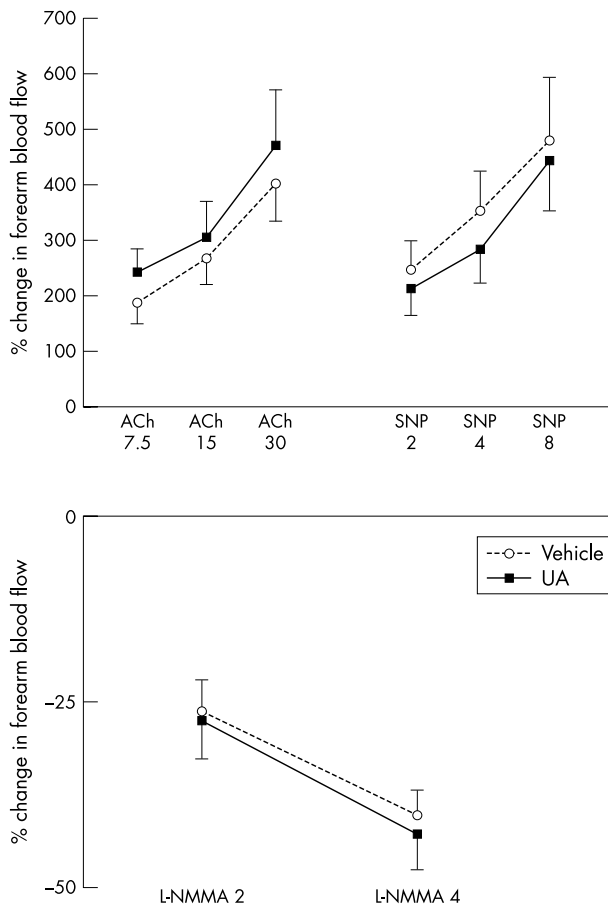 % change in forearm blood flow
700
600
500
400
300
200
100
0
ACh ACh ACh SNP SNP SNP
7.5 15 30 2 4 8
% change in forearm blood flow
0
–25
–50
Vehicle
UA
L-NMMA 2 L-NMMA 4